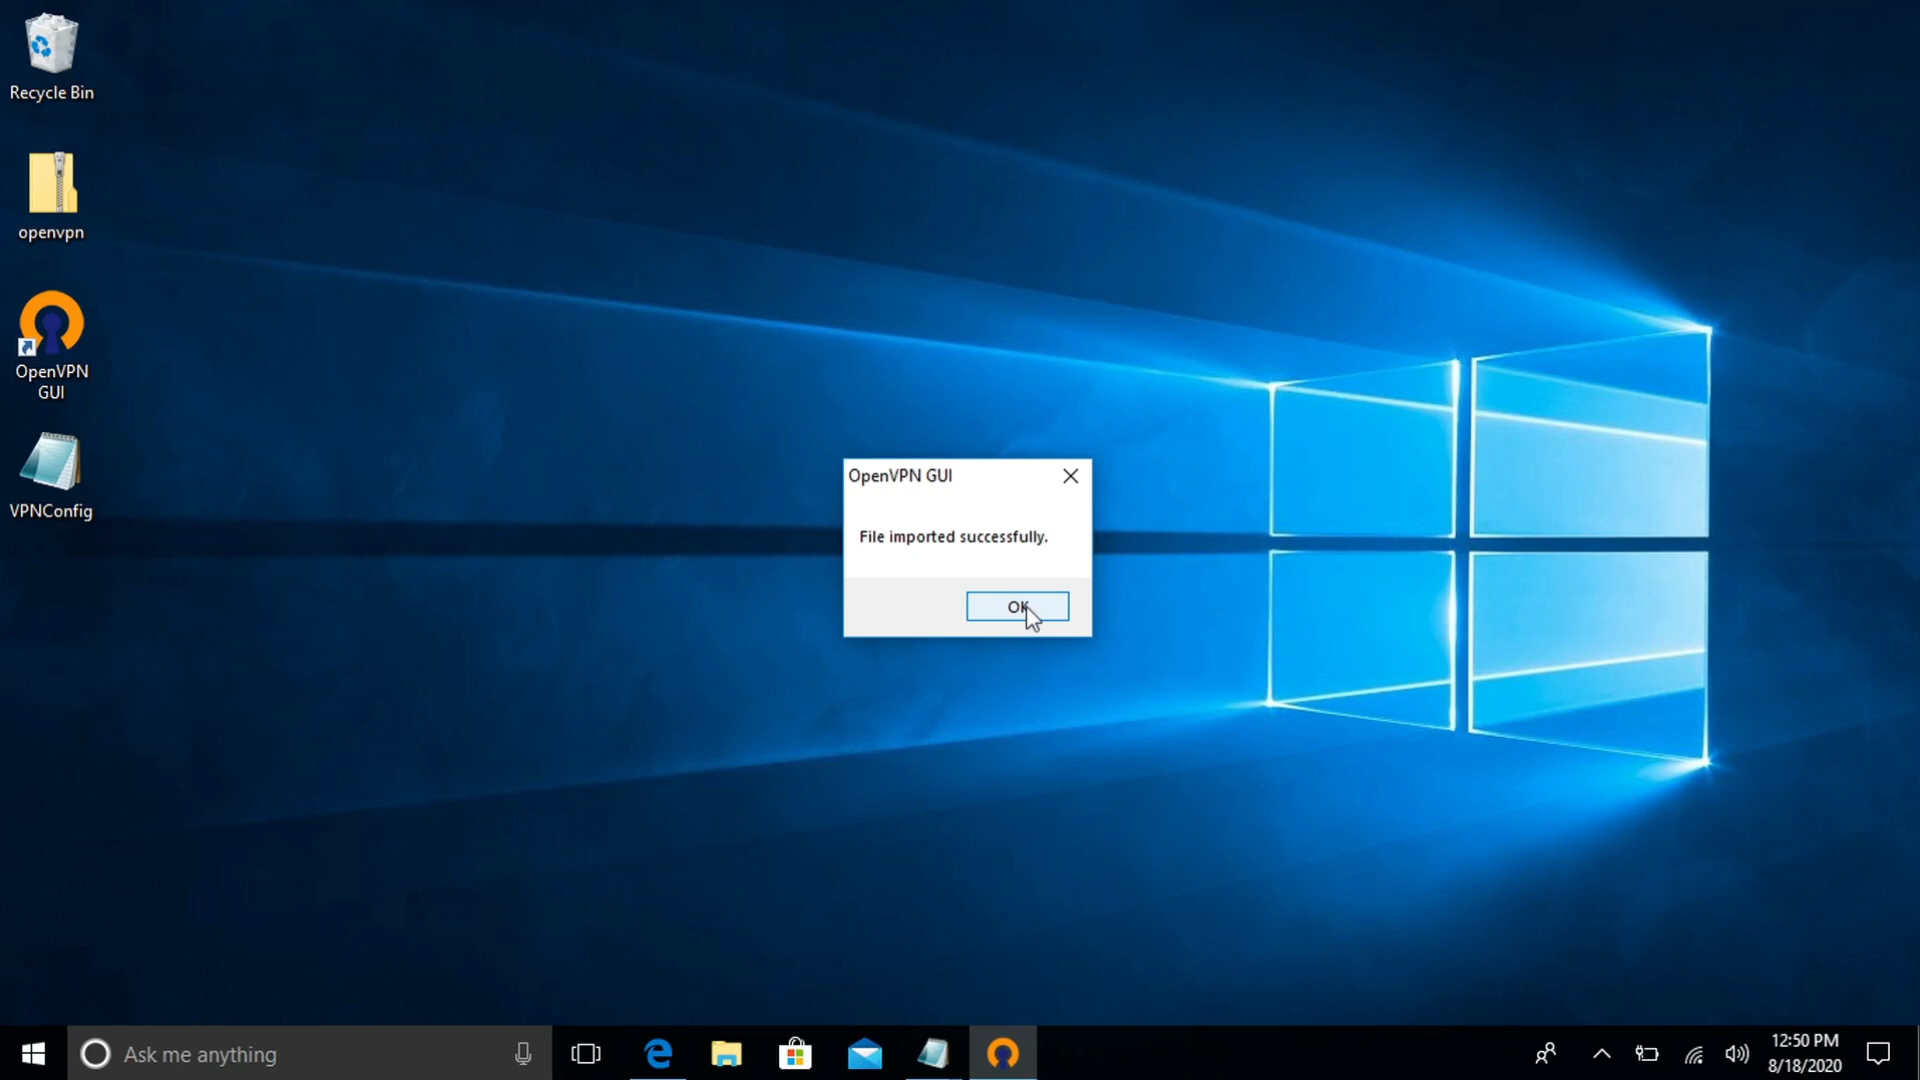 Recycle Bin
openvpn
OpenVPN
GUI
VPNConfig
OpenVPN GUI
File imported successfully.
OK
Ask me anything
12:50 PM
8/18/2020